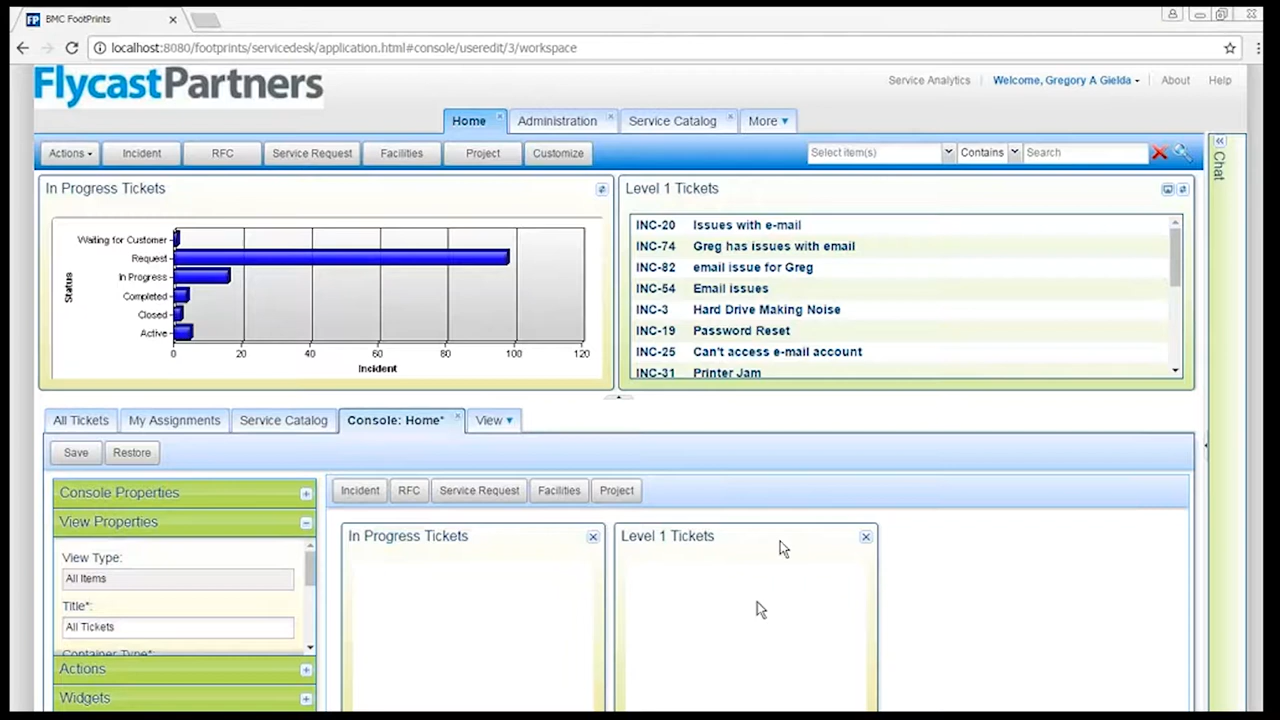 BMC FootPrints
localhost:8080/footprints/servicedesk/application.html#console/useredit/3/workspace
FlycastPartners
Service Analytics Welcome, Gregory A Gielda About Help
Home Administration Service Catalog More
Actions Incident RFC Service Request Facilities Project Customize Select item(s) Contains Search
Chat
In Progress Tickets
Status
Waiting for Customer
Request
In Progress
Completed
Closed
Active
0 20 40 60 80 100 120
Incident
Level 1 Tickets
INC-20 Issues with e-mail
INC-74 Greg has issues with email
INC-82 email issue for Greg
INC-54 Email issues
INC-3 Hard Drive Making Noise
INC-19 Password Reset
INC-25 Can't access e-mail account
INC-31 Printer Jam
All Tickets My Assignments Service Catalog Console: Home* View
Save Restore
Console Properties
View Properties
View Type:
All Items
Title*:
All Tickets
Container Type*:
Actions
Widgets
Incident RFC Service Request Facilities Project
In Progress Tickets Level 1 Tickets